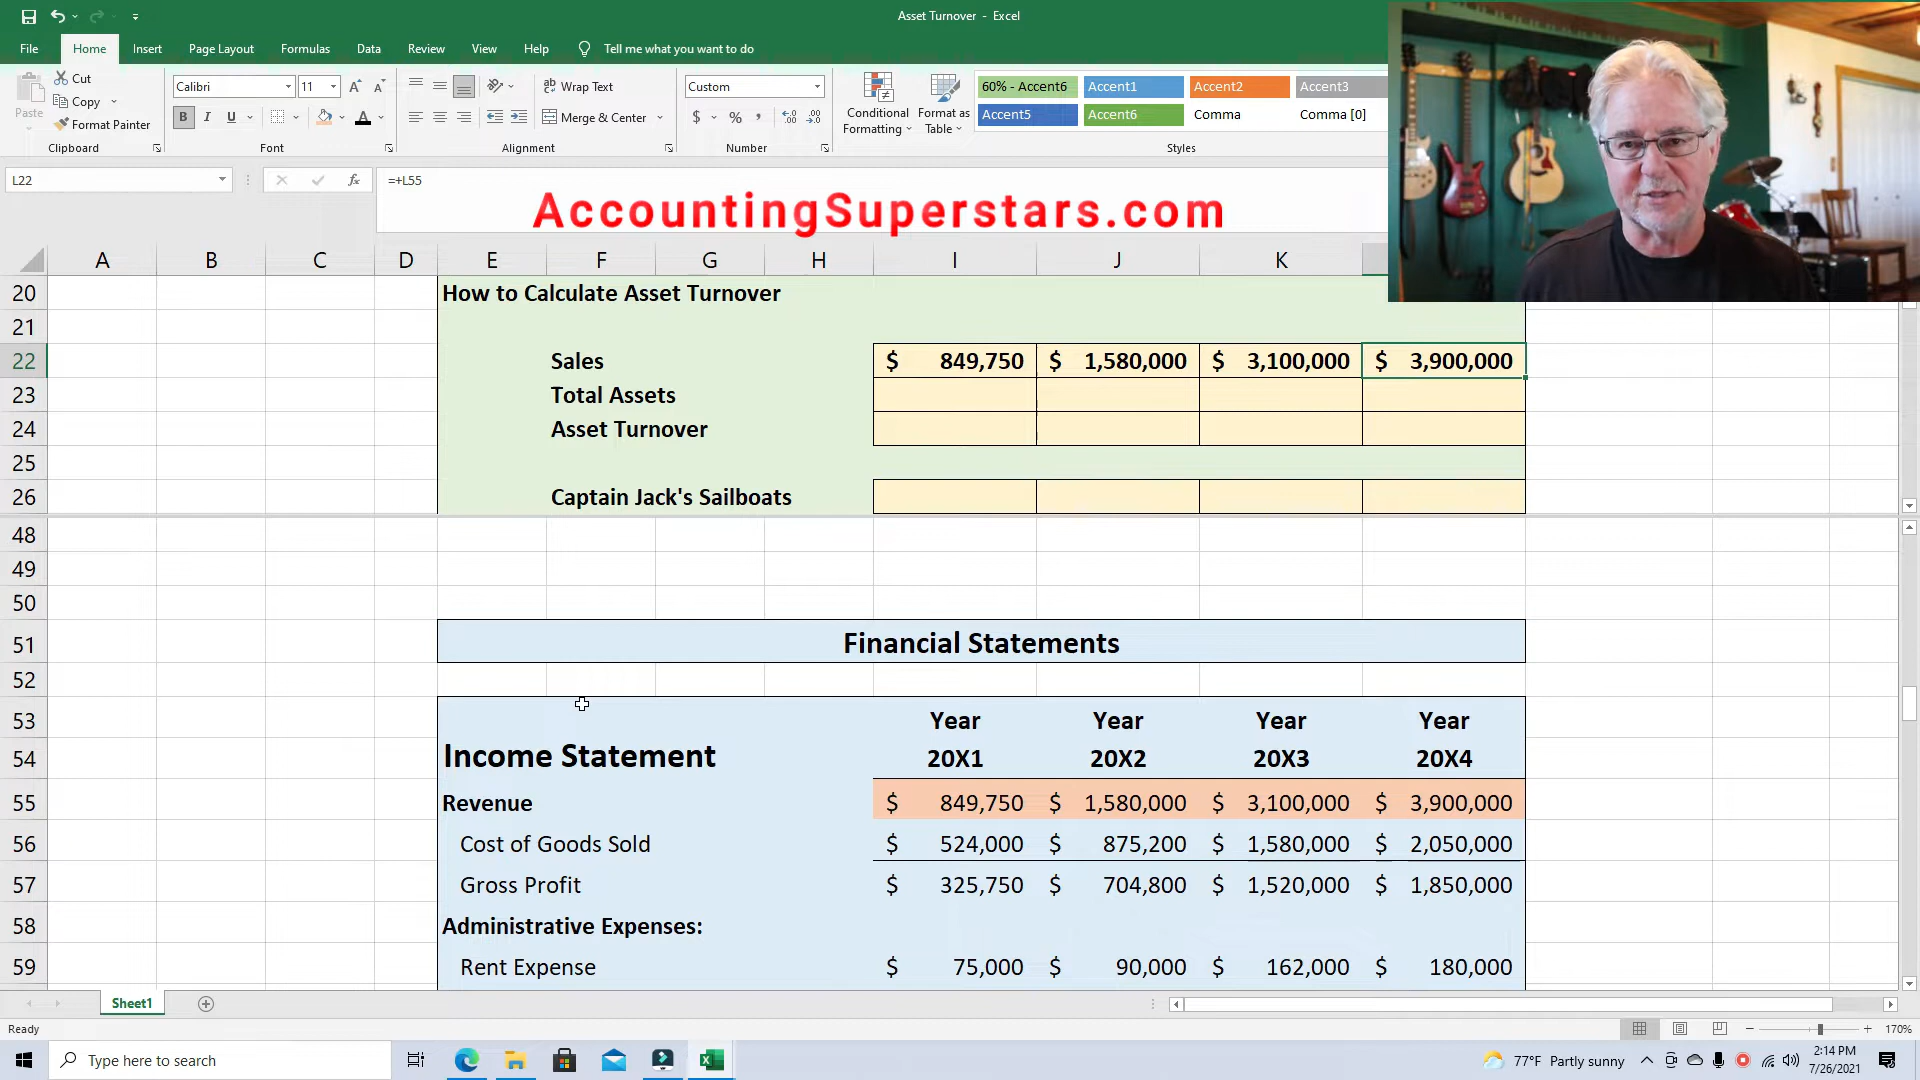 Asset Turnover - Excel
File Home Insert Page Layout Formulas Data Review View Help Tell me what you want to do
Paste
Cut
Copy
Format Painter
Clipboard
Calibri 11
B I U
Font
Wrap Text
Merge & Center
Alignment
Custom
$ % ,
Number
Conditional Formatting
Format as Table
60% - Accent6 Accent1 Accent2 Accent3
Accent5 Accent6 Comma Comma [0]
Styles
L22 fx =+L55
AccountingSuperstars.com
A B C D E F G H I J K
20 How to Calculate Asset Turnover
21
22 Sales $ 849,750 $ 1,580,000 $ 3,100,000 $ 3,900,000
23 Total Assets
24 Asset Turnover
25
26 Captain Jack's Sailboats
48
49
50
51 Financial Statements
52
53 Year Year Year Year
54 Income Statement 20X1 20X2 20X3 20X4
55 Revenue $ 849,750 $ 1,580,000 $ 3,100,000 $ 3,900,000
56 Cost of Goods Sold $ 524,000 $ 875,200 $ 1,580,000 $ 2,050,000
57 Gross Profit $ 325,750 $ 704,800 $ 1,520,000 $ 1,850,000
58 Administrative Expenses:
59 Rent Expense $ 75,000 $ 90,000 $ 162,000 $ 180,000
Sheet1
Ready 170%
Type here to search
77°F Partly sunny
2:14 PM
7/26/2021